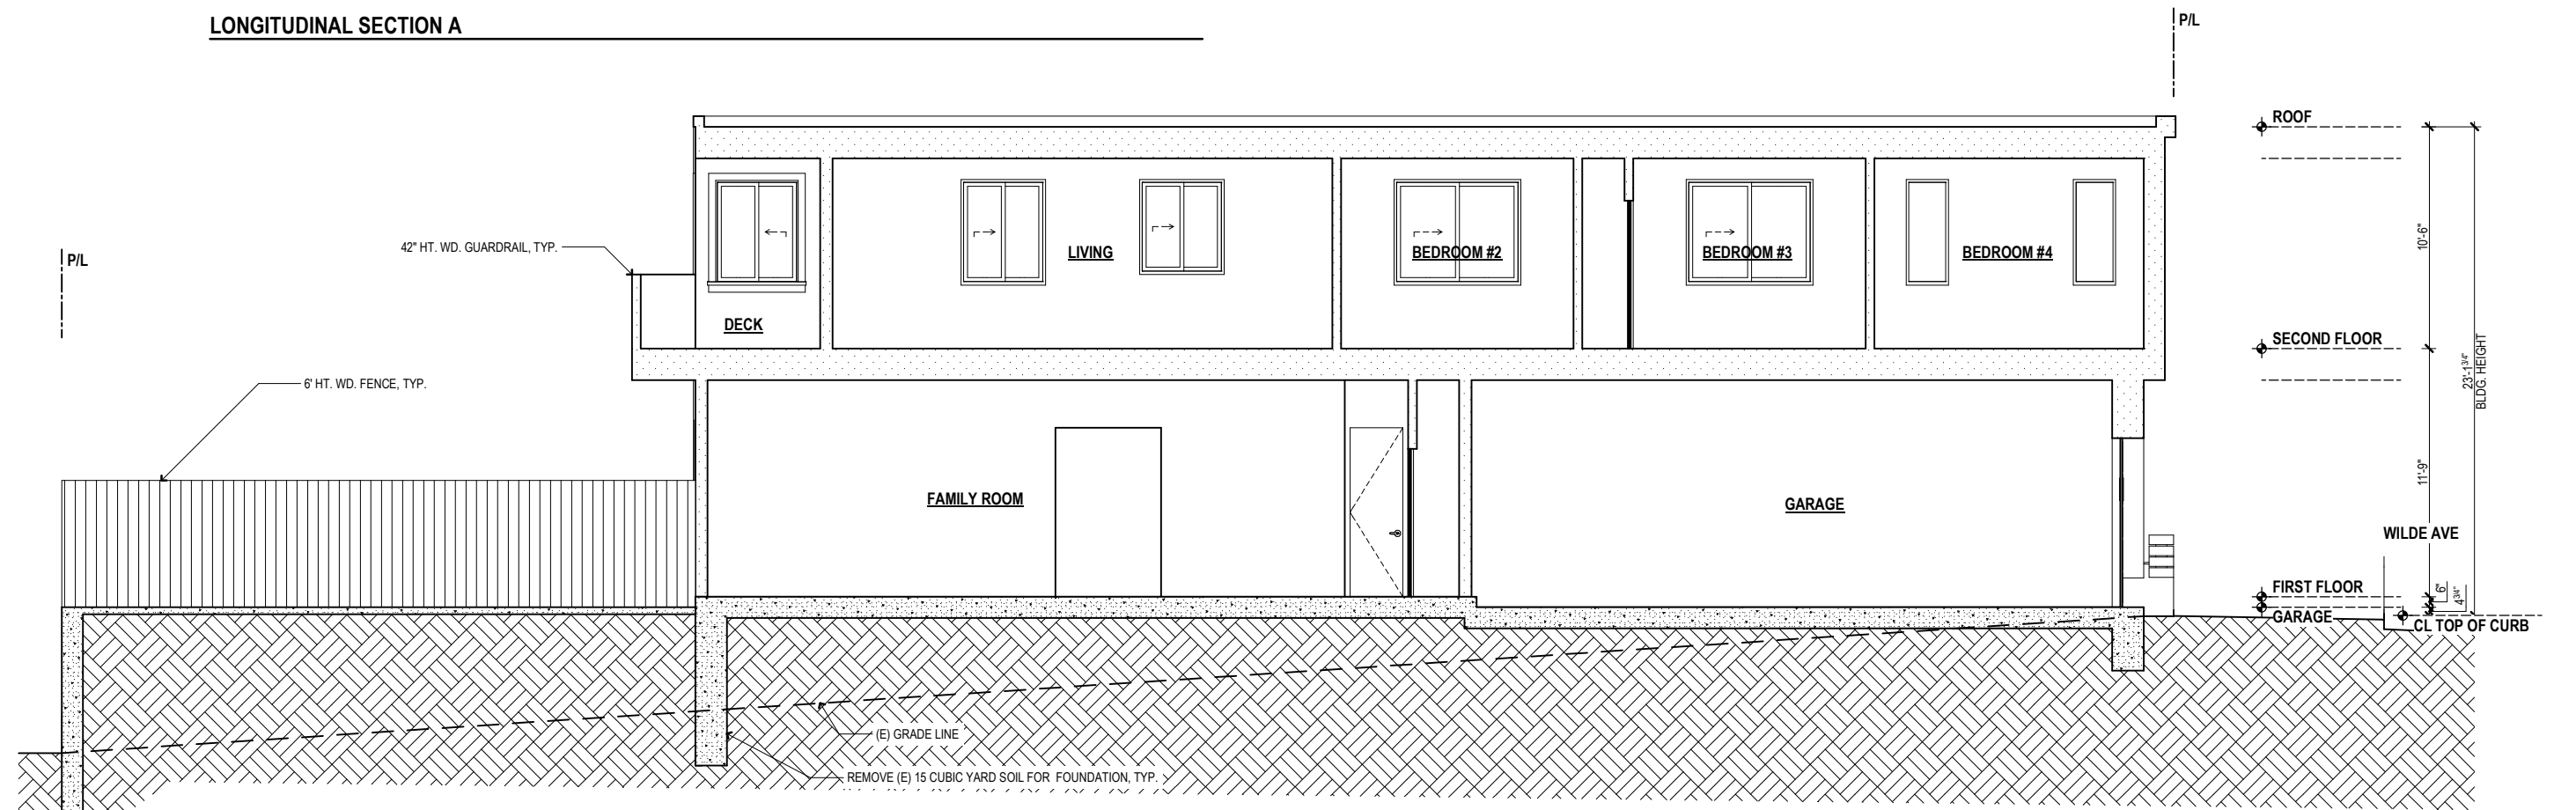 LONGITUDINAL SECTION A
P/L
ROOF
42" HT. WD. GUARDRAIL, TYP.
P/L
LIVING
BEDROOM #2
BEDROOM #3
BEDROOM #4
10'-6"
DECK
SECOND FLOOR
23'-1 3/4"
BLDG. HEIGHT
6' HT. WD. FENCE, TYP.
FAMILY ROOM
GARAGE
11'-9"
WILDE AVE
FIRST FLOOR
6"
4 3/4"
GARAGE
CL TOP OF CURB
(E) GRADE LINE
REMOVE (E) 15 CUBIC YARD SOIL FOR FOUNDATION, TYP.